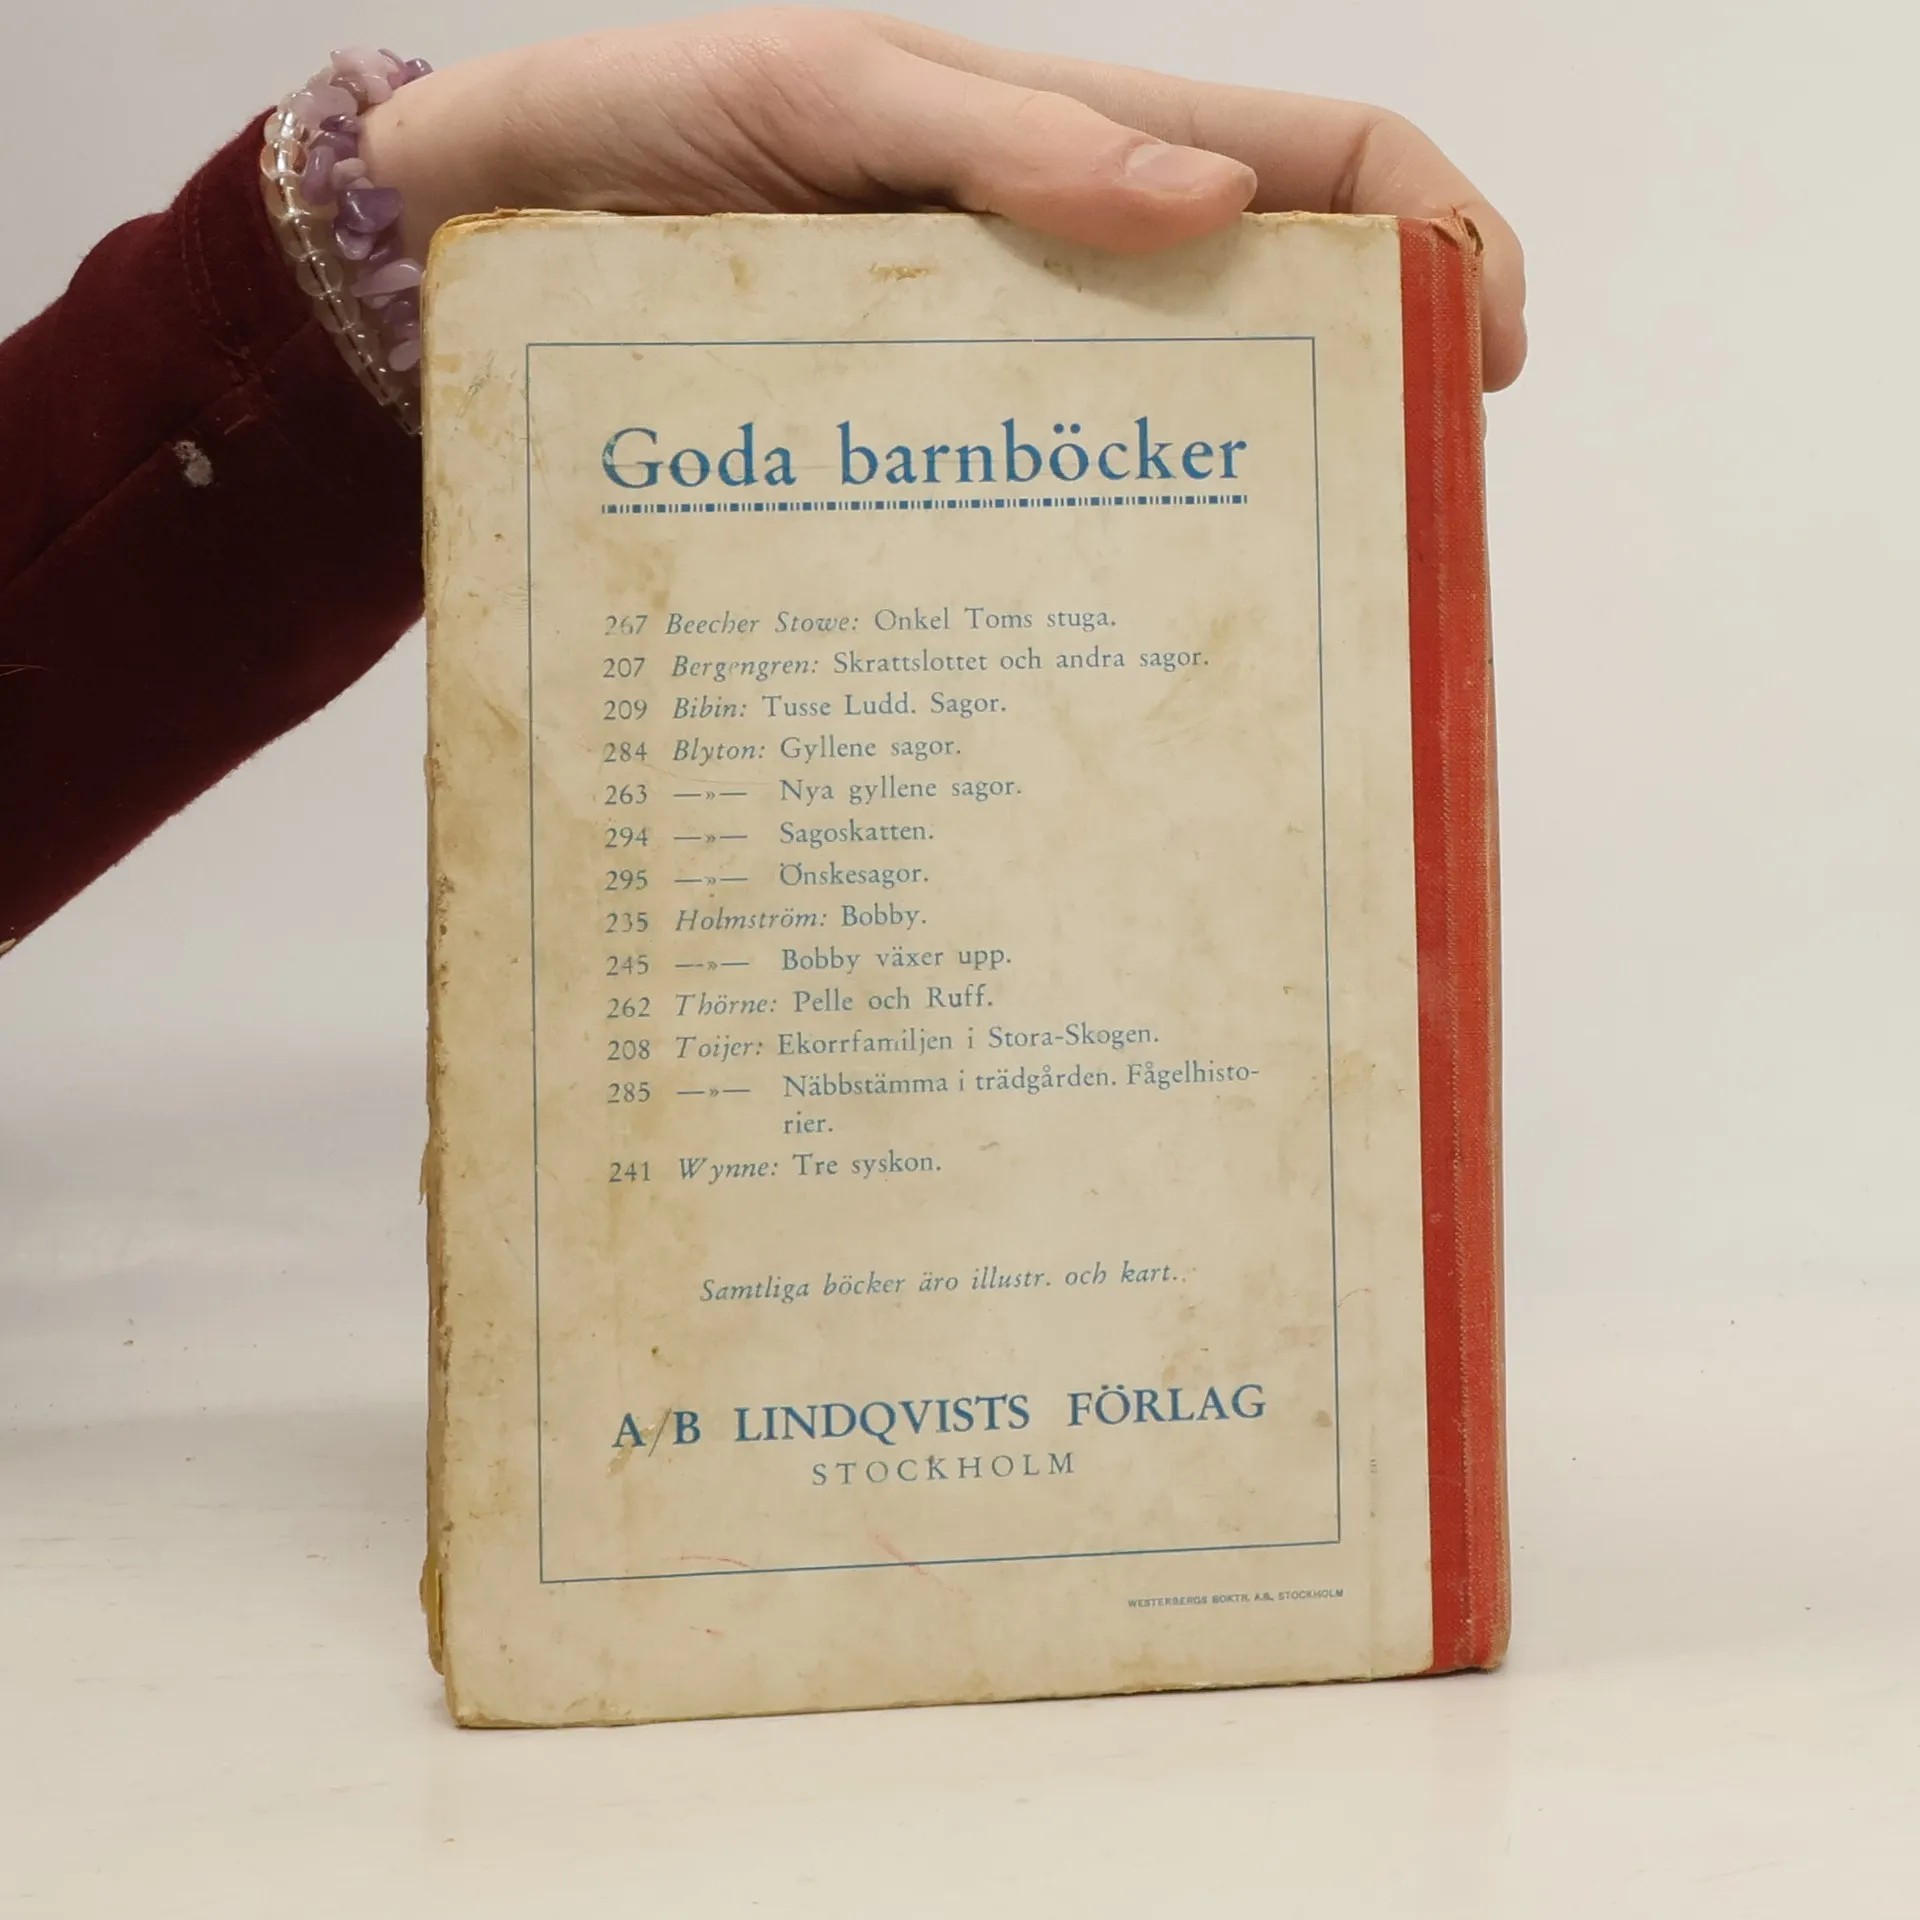 Goda barnböcker
267 Beecher Stowe: Onkel Toms stuga.
207 Bergengren: Skrattslottet och andra sagor.
209 Bibin: Tusse Ludd. Sagor.
284 Blyton: Gyllene sagor.
263 —»— Nya gyllene sagor.
294 —»— Sagoskatten.
295 —»— Önskesagor.
235 Holmström: Bobby.
245 —»— Bobby växer upp.
262 Thörne: Pelle och Ruff.
208 Toijer: Ekorrfamiljen i Stora-Skogen.
285 —»— Näbbstämma i trädgården. Fågelhisto-
rier.
241 Wynne: Tre syskon.
Samtliga böcker äro illustr. och kart.
A/B LINDQVISTS FÖRLAG
STOCKHOLM
WESTERBERGS BOKTR. A.B., STOCKHOLM